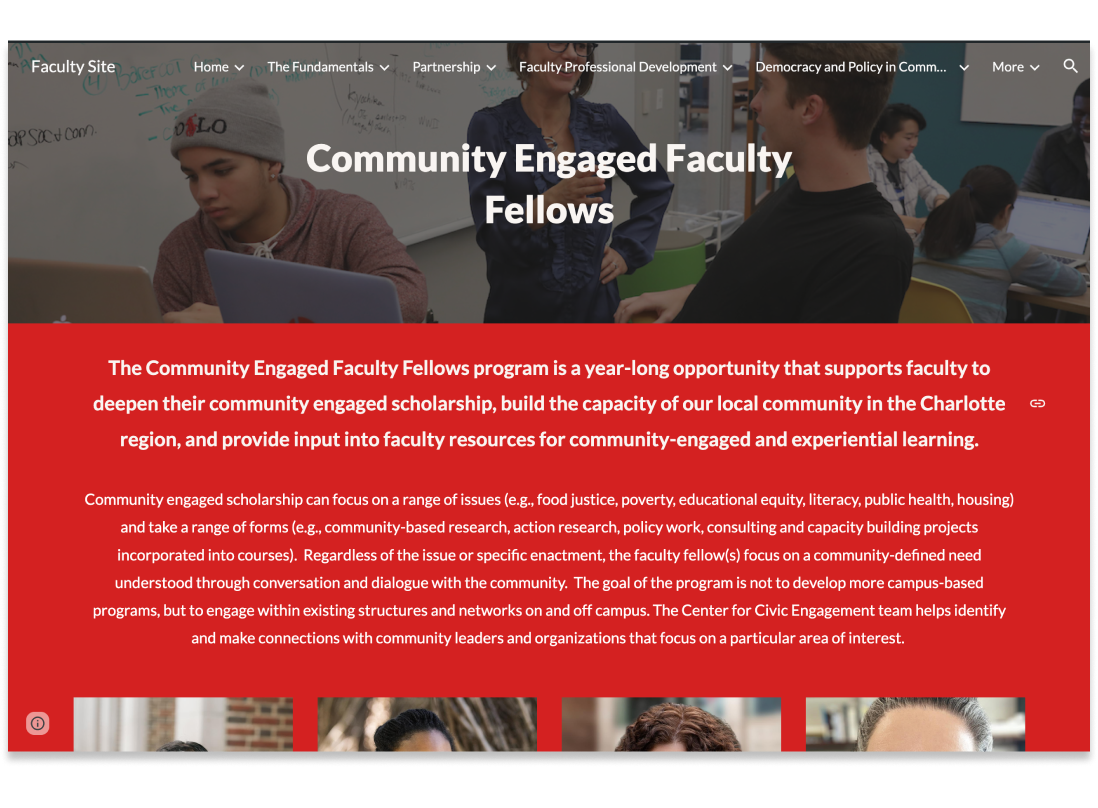 Faculty Site
Home
The Fundamentals
Partnership
Faculty Professional Development
Democracy and Policy in Comm...
More
Community Engaged Faculty
Fellows
The Community Engaged Faculty Fellows program is a year-long opportunity that supports faculty to
deepen their community engaged scholarship, build the capacity of our local community in the Charlotte
region, and provide input into faculty resources for community-engaged and experiential learning.
Community engaged scholarship can focus on a range of issues (e.g., food justice, poverty, educational equity, literacy, public health, housing)
and take a range of forms (e.g., community-based research, action research, policy work, consulting and capacity building projects
incorporated into courses).  Regardless of the issue or specific enactment, the faculty fellow(s) focus on a community-defined need
understood through conversation and dialogue with the community.  The goal of the program is not to develop more campus-based
programs, but to engage within existing structures and networks on and off campus. The Center for Civic Engagement team helps identify
and make connections with community leaders and organizations that focus on a particular area of interest.